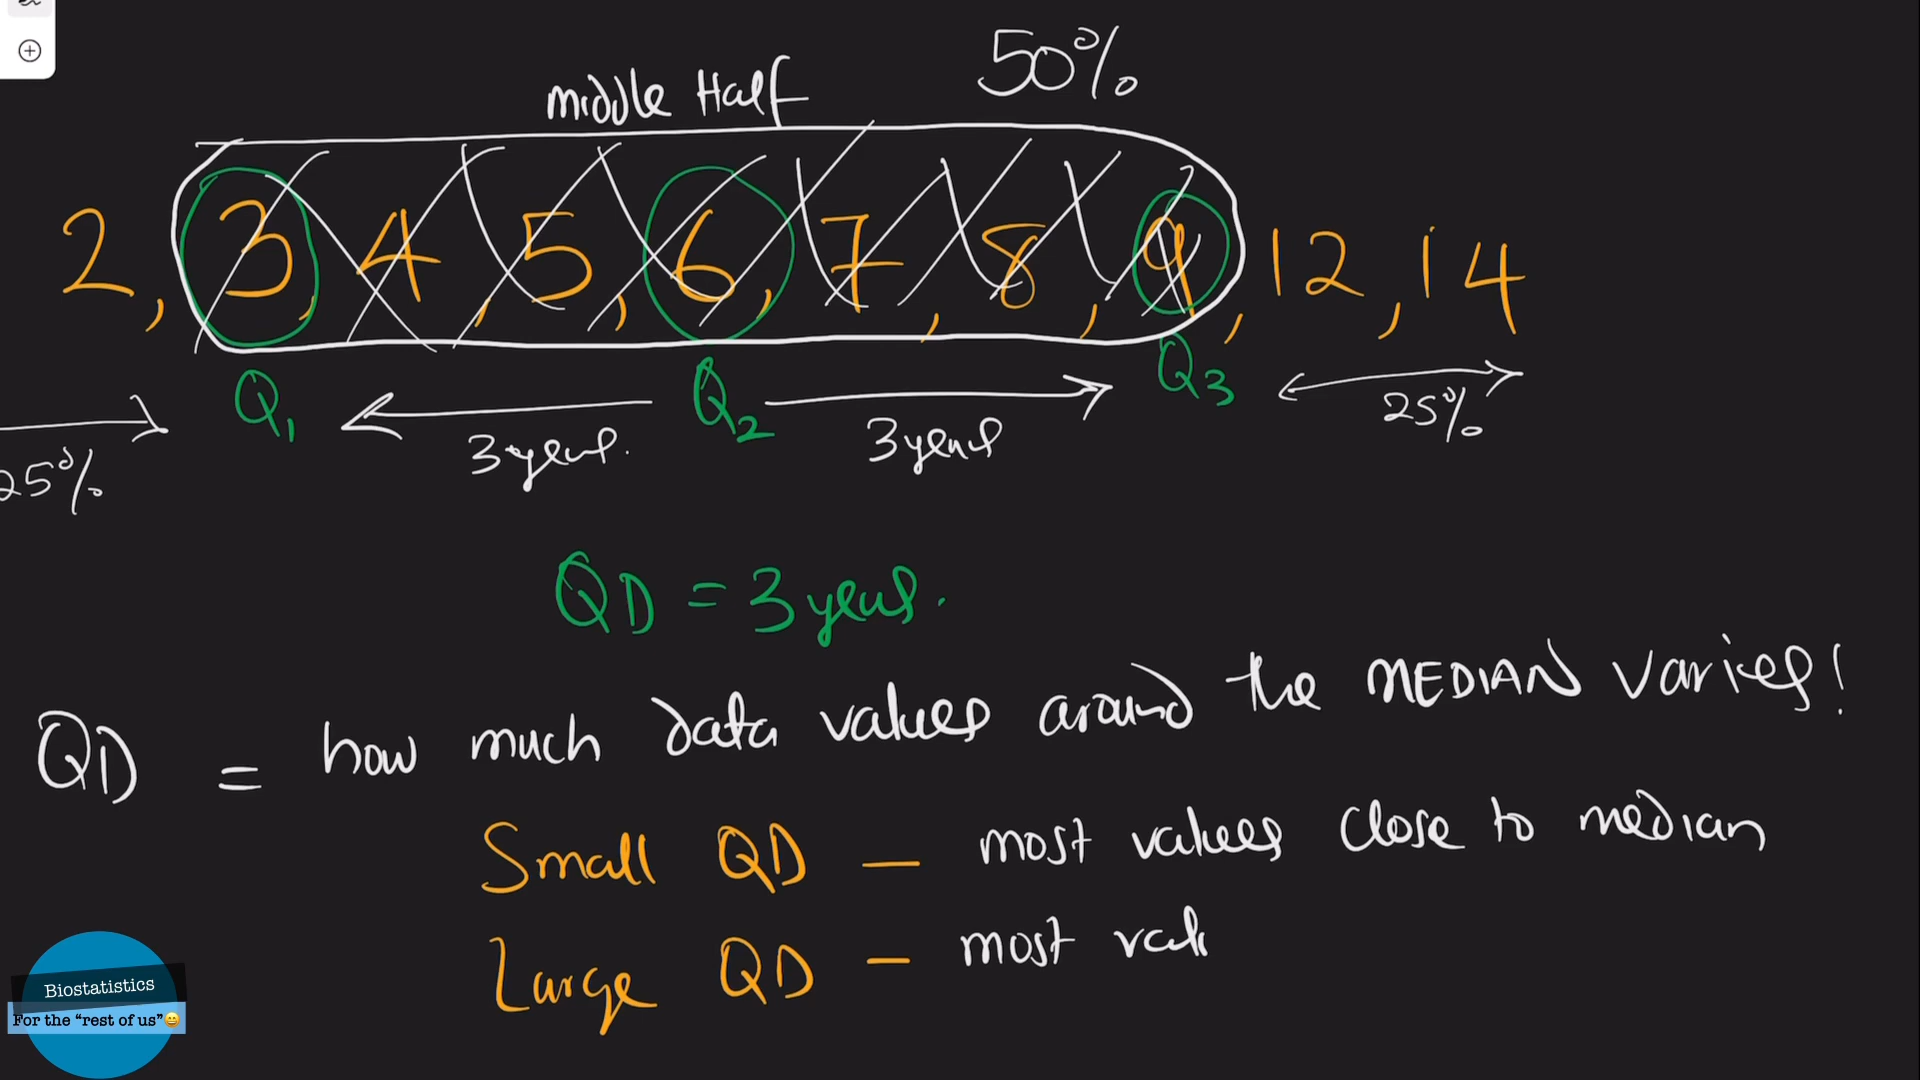 50%
middle Half
2, 3, 4, 5, 6, 7, 8, 9, 12, 14
Q1 Q2 Q3
3 years. 3 years 25%
25%
QD = 3 years.
QD = how much data values around the MEDIAN varies!
Small QD — most values close to median
Large QD — most val
Biostatistics
For the “rest of us”😄